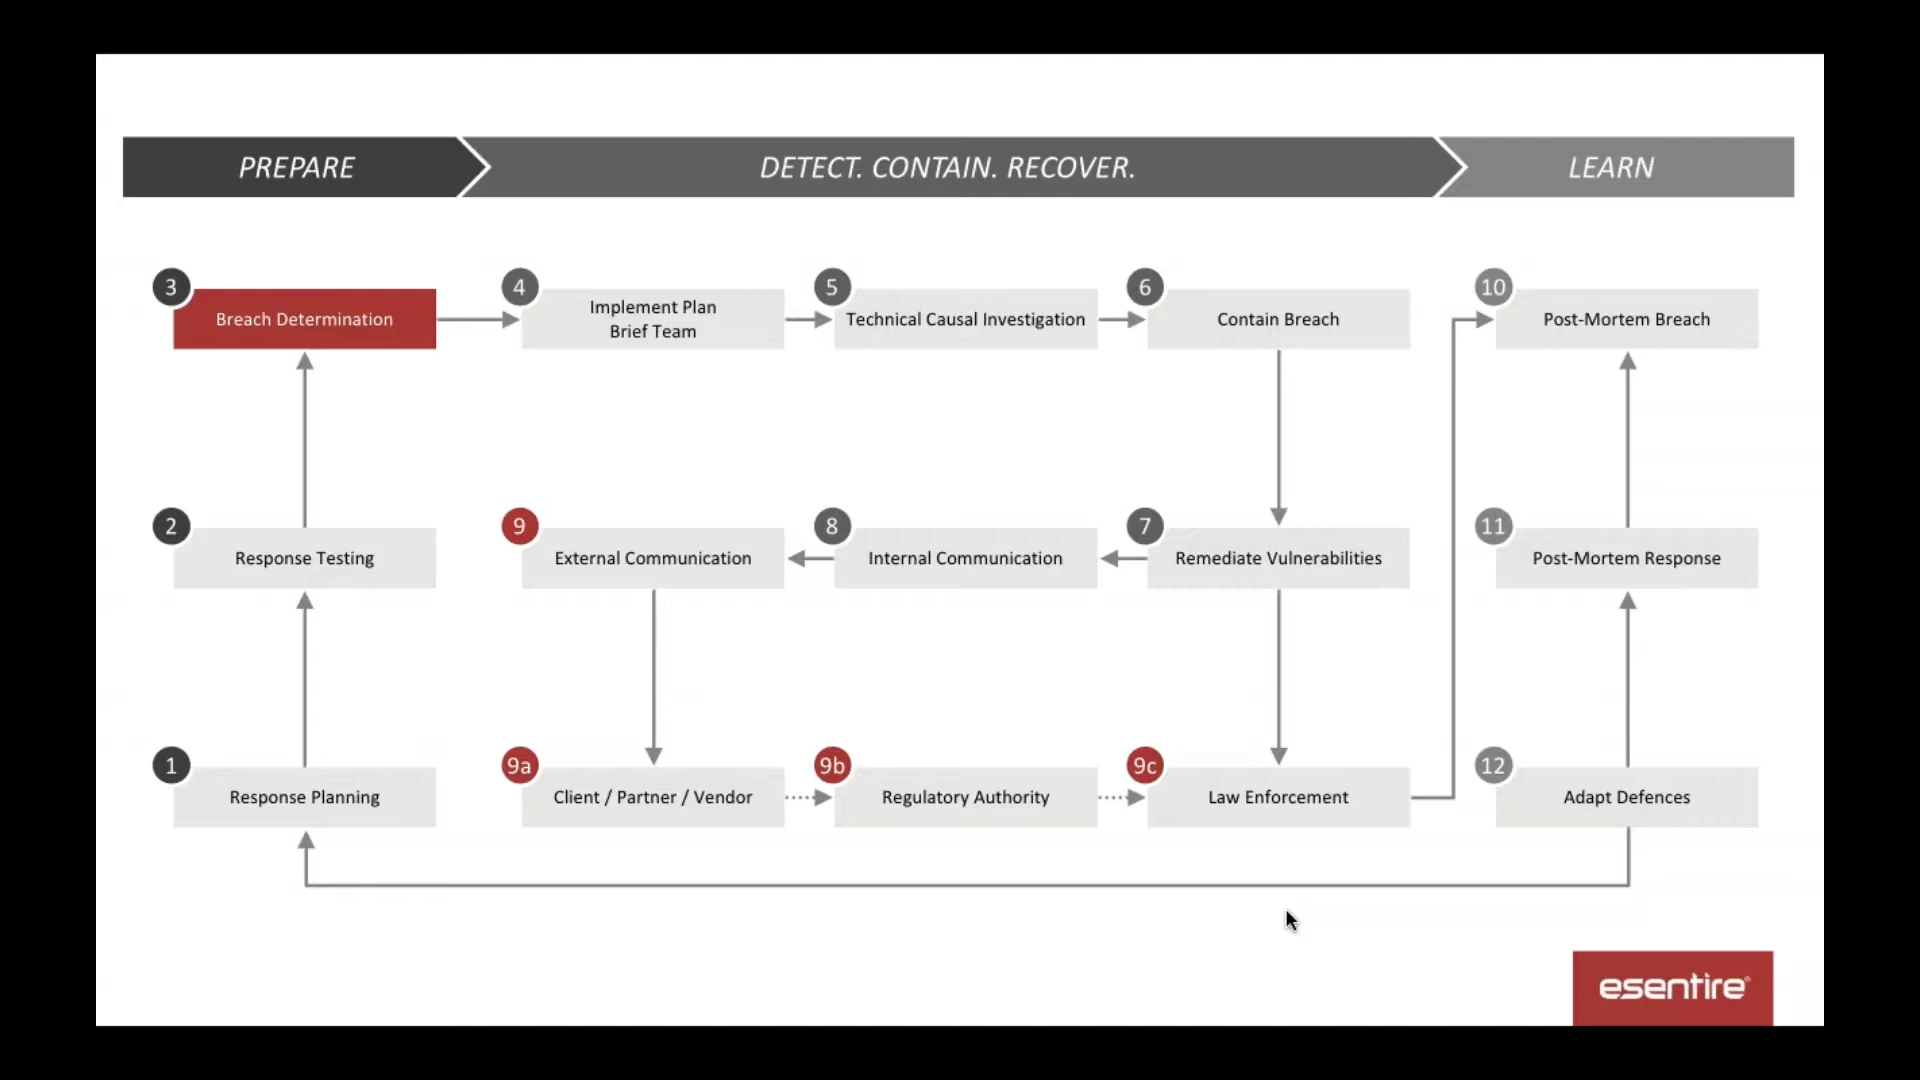 PREPARE
DETECT. CONTAIN. RECOVER.
LEARN
3
Breach Determination
4
Implement Plan
Brief Team
5
Technical Causal Investigation
6
Contain Breach
10
Post-Mortem Breach
2
Response Testing
9
External Communication
8
Internal Communication
7
Remediate Vulnerabilities
11
Post-Mortem Response
1
Response Planning
9a
Client / Partner / Vendor
9b
Regulatory Authority
9c
Law Enforcement
12
Adapt Defences
esentire®